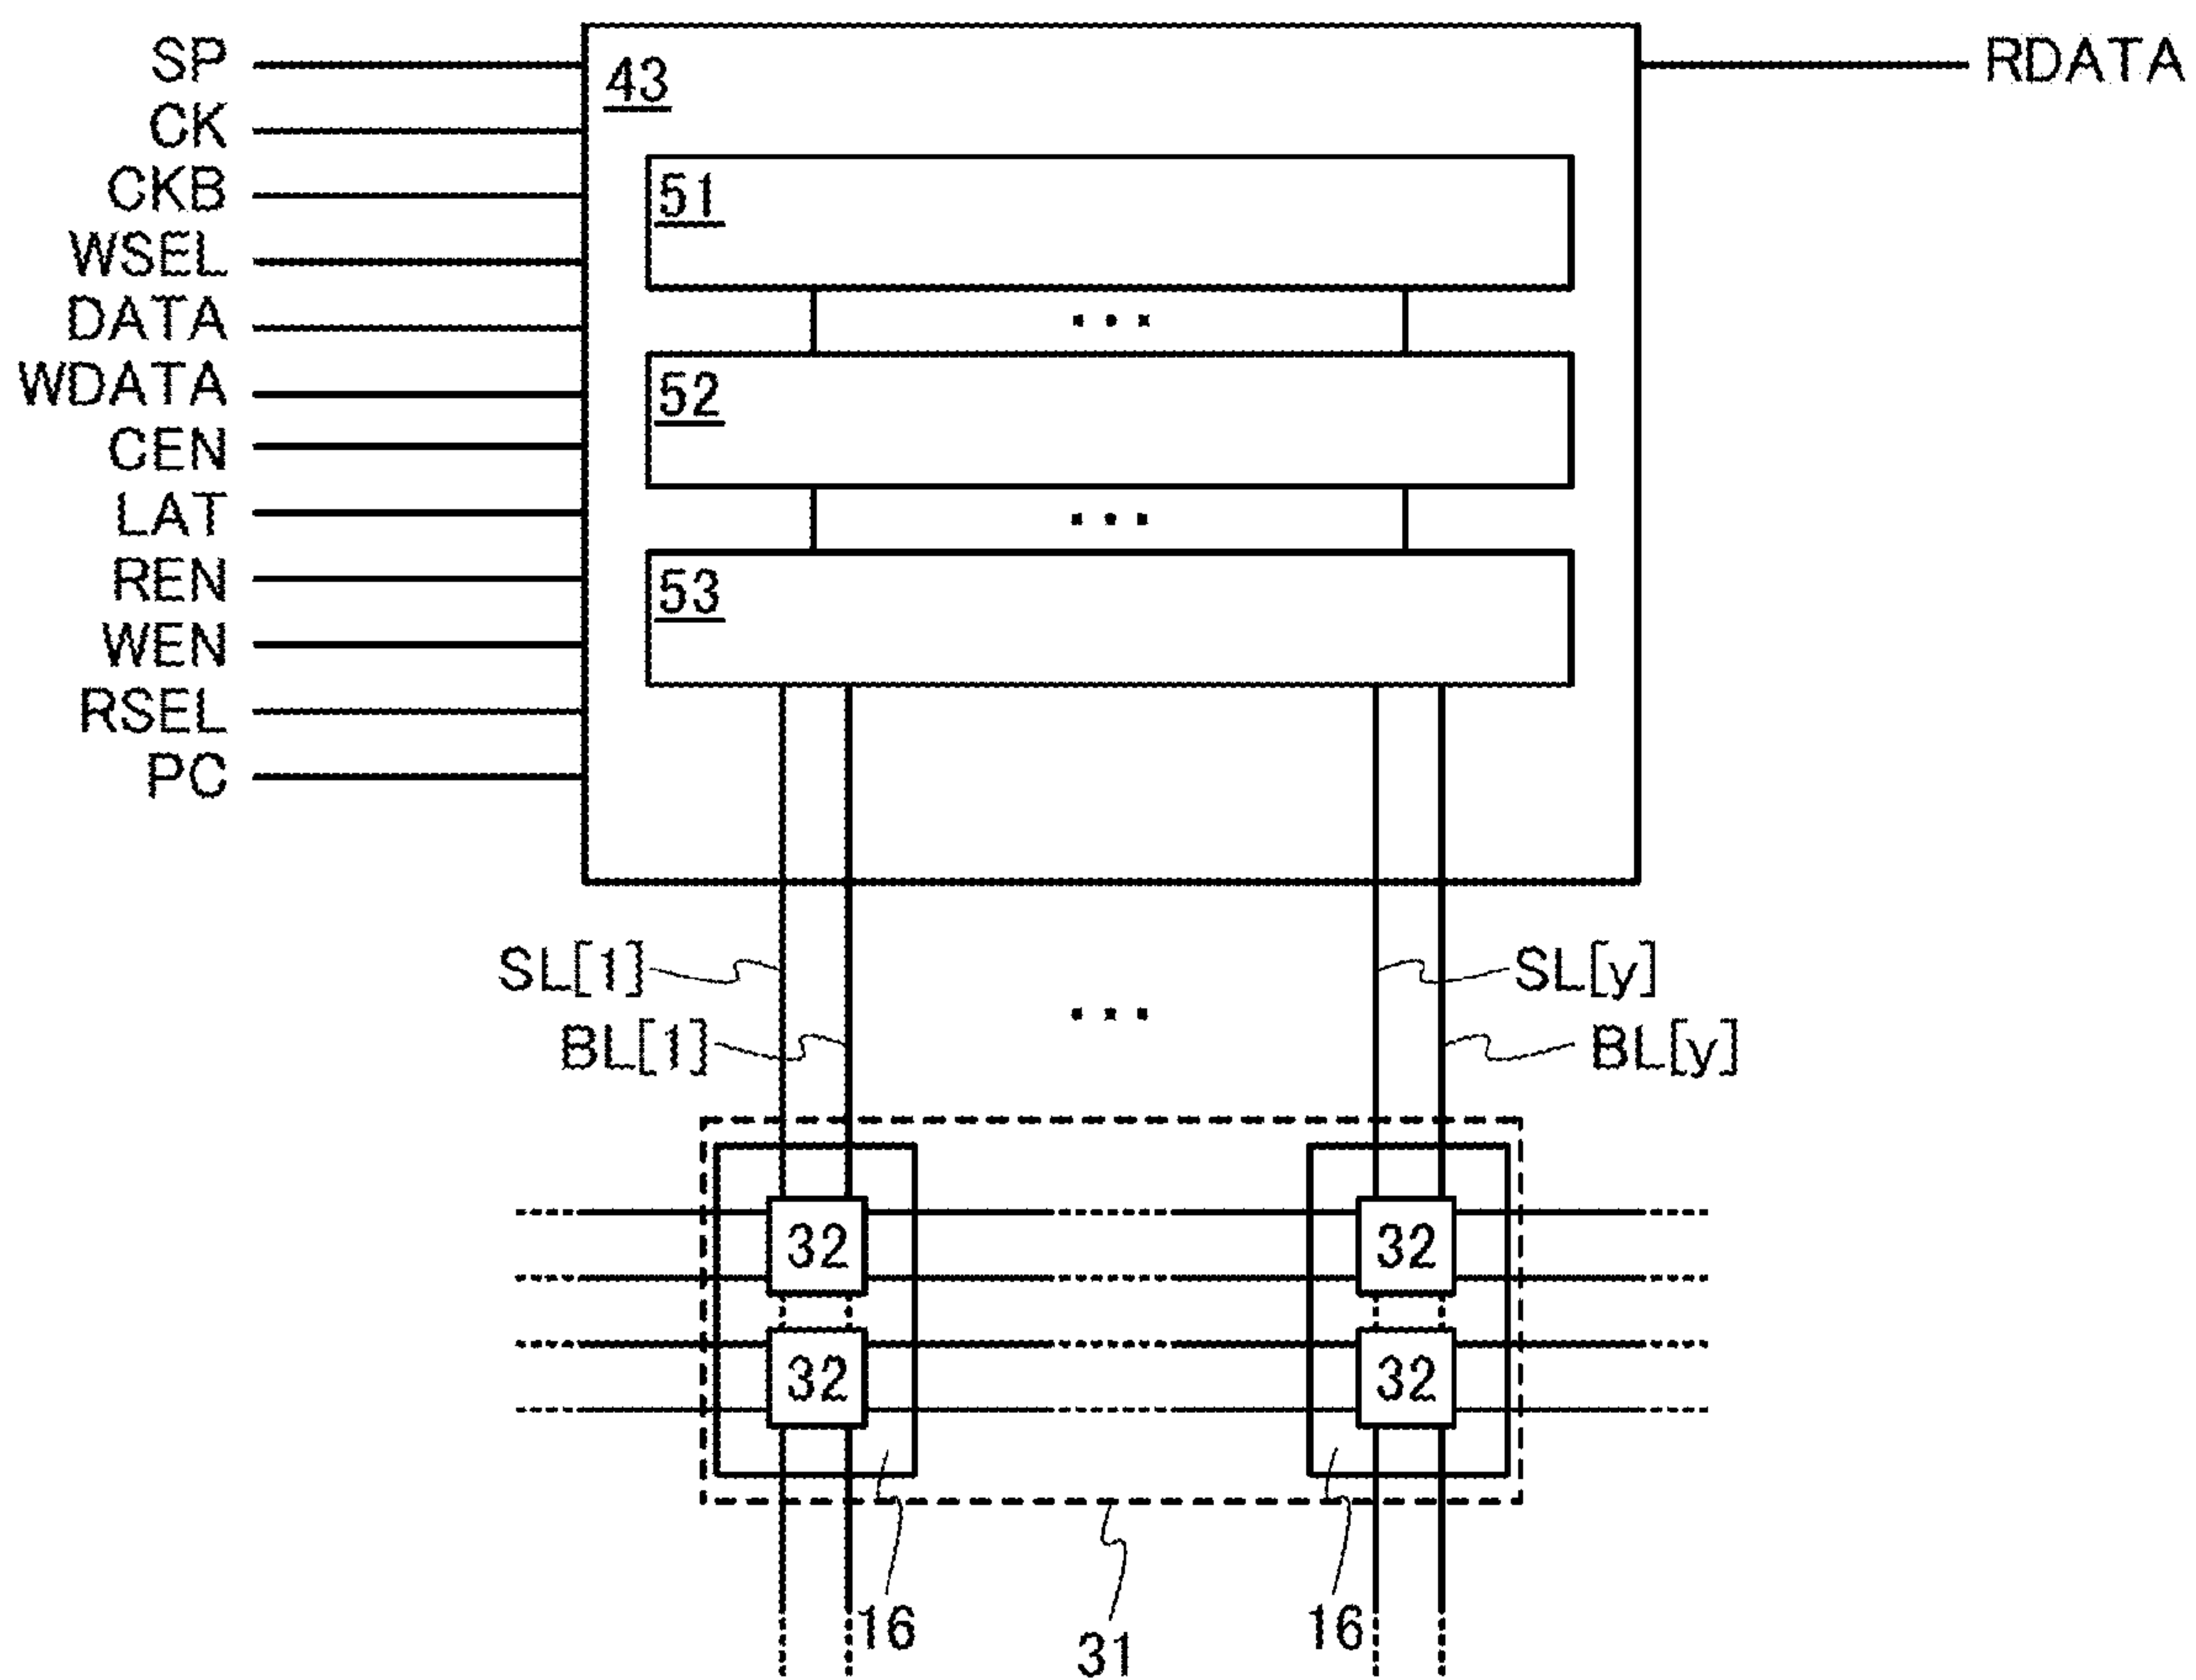 SP
RDATA
43
CK
CKB
51
WSEL
DATA
WDATA
52
CEN
LAT
REN
53
WEN
RSEL
PC
SL[1]
SL[y]
BL[1]
BL[y]
32
32
32
32
16
31
16